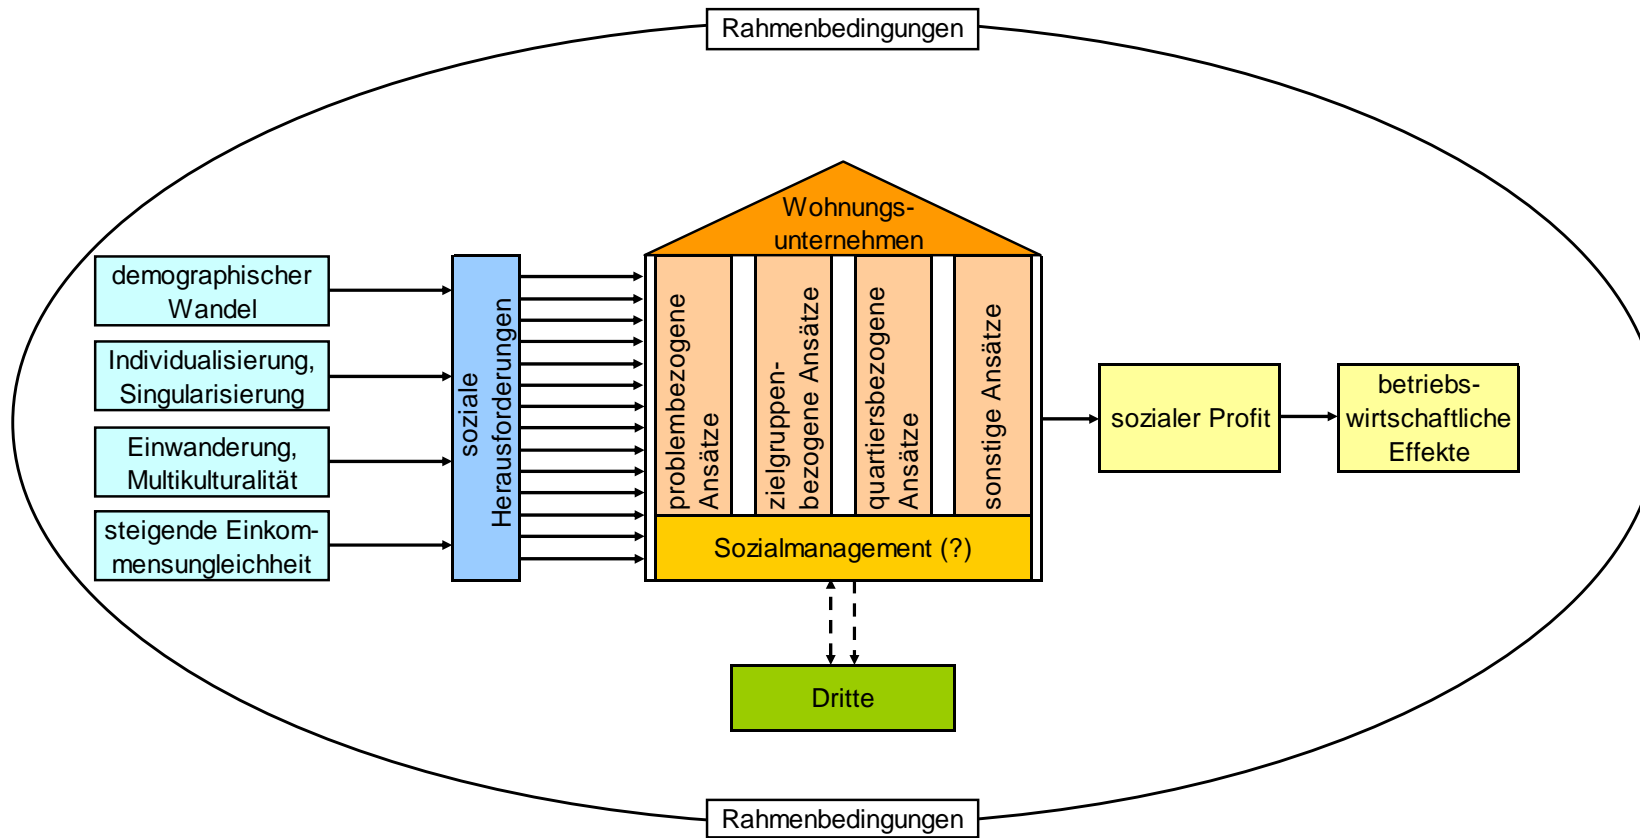 Rahmenbedingungen
Wohnungs-
unternehmen
demographischer
Wandel
Individualisierung,
Singularisierung
Einwanderung,
Multikulturalität
steigende Einkom-
mensungleichheit
soziale
Herausforderungen
problembezogene
Ansätze
zielgruppen-
bezogene Ansätze
quartiersbezogene
Ansätze
sonstige Ansätze
Sozialmanagement (?)
sozialer Profit
betriebs-
wirtschaftliche
Effekte
Dritte
Rahmenbedingungen